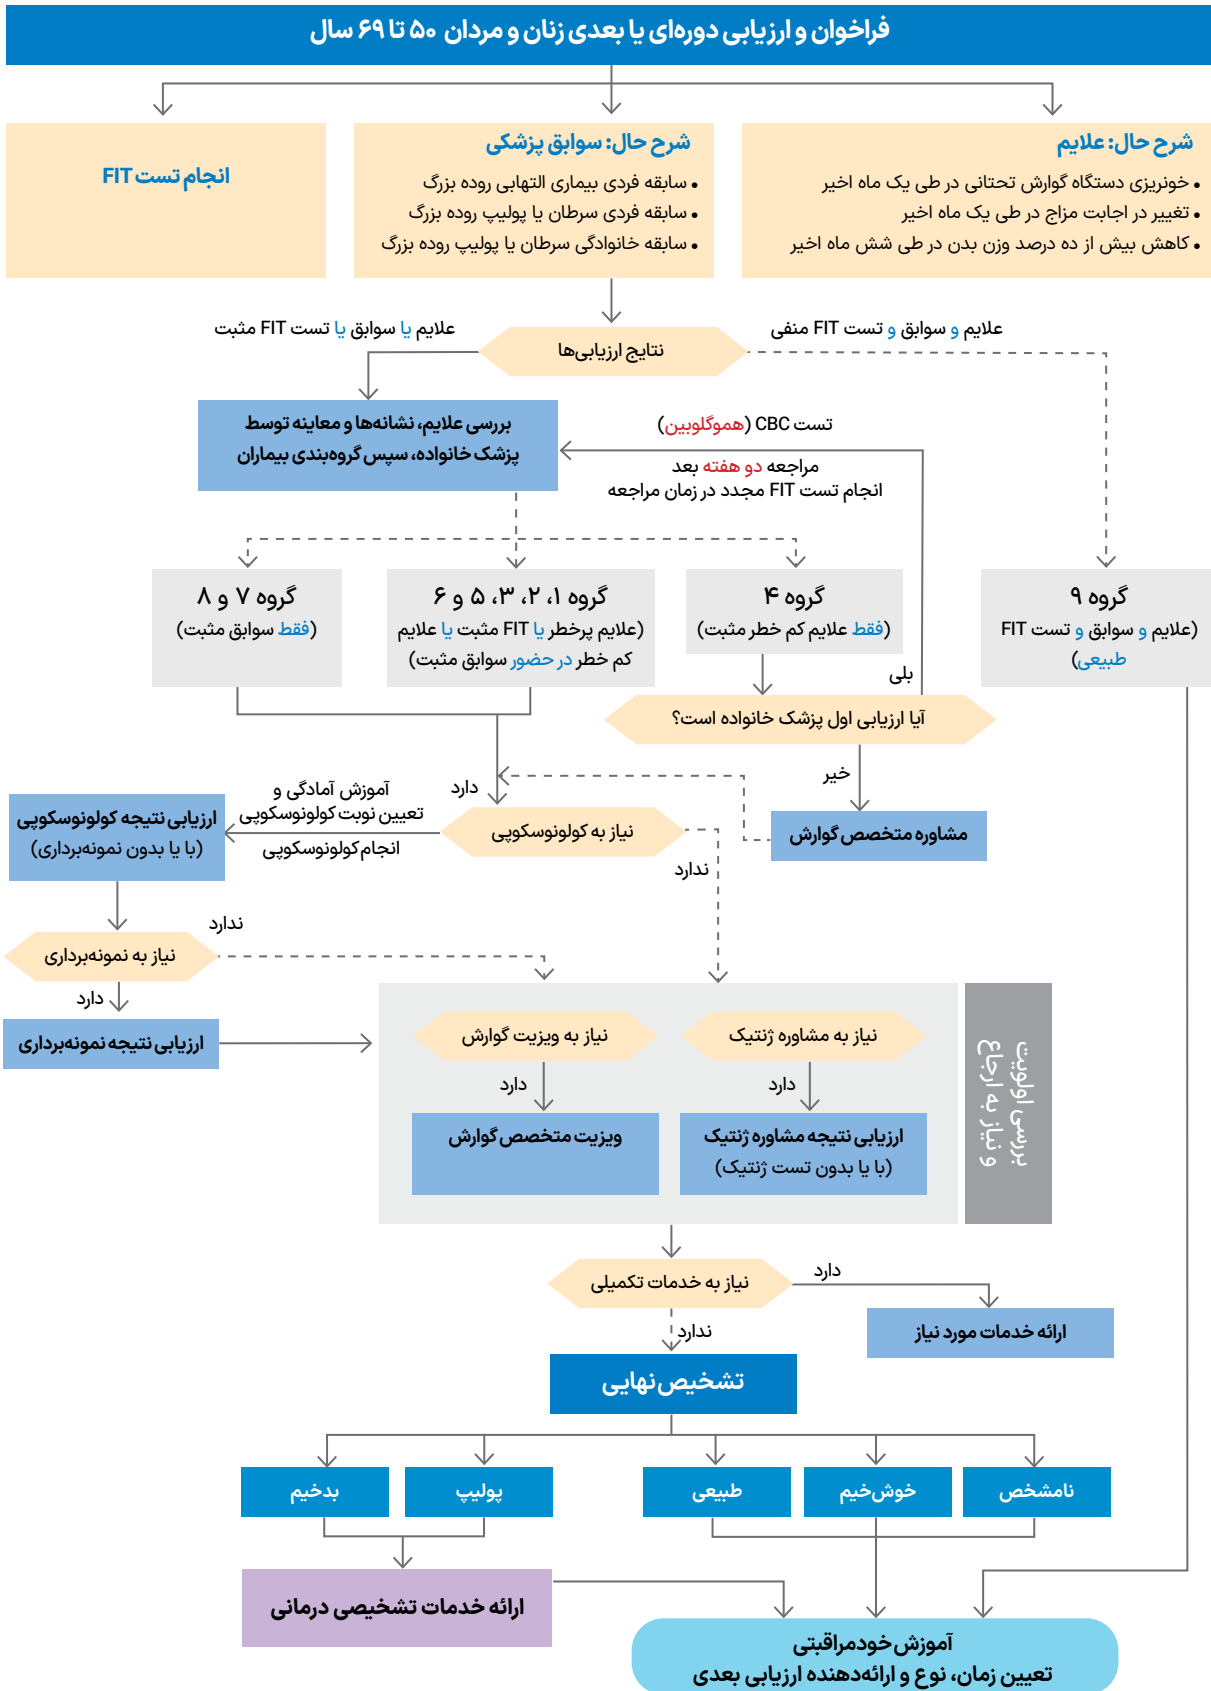 فراخوان و ارزیابی دوره‌ای یا بعدی زنان و مردان ۵۰ تا ۶۹ سال
شرح حال: علایم
• خونریزی دستگاه گوارش تحتانی در طی یک ماه اخیر
• تغییر در اجابت مزاج در طی یک ماه اخیر
• کاهش بیش از ده درصد وزن بدن در طی شش ماه اخیر
شرح حال: سوابق پزشکی
• سابقه فردی بیماری التهابی روده بزرگ
• سابقه فردی سرطان یا پولیپ روده بزرگ
• سابقه خانوادگی سرطان یا پولیپ روده بزرگ
انجام تست FIT
علایم و سوابق و تست FIT منفی
نتایج ارزیابی‌ها
علایم یا سوابق یا تست FIT مثبت
بررسی علایم، نشانه‌ها و معاینه توسط
پزشک خانواده، سپس گروه‌بندی بیماران
تست CBC (هموگلوبین)
مراجعه دو هفته بعد
انجام تست FIT مجدد در زمان مراجعه
گروه ۹
(علایم و سوابق و تست FIT
طبیعی)
گروه ۴
(فقط علایم کم خطر مثبت)
گروه ۱، ۲، ۳، ۵ و ۶
(علایم پرخطر یا FIT مثبت یا علایم
کم خطر در حضور سوابق مثبت)
گروه ۷ و ۸
(فقط سوابق مثبت)
بلی
آیا ارزیابی اول پزشک خانواده است؟
خیر
مشاوره متخصص گوارش
دارد
نیاز به کولونوسکوپی
ندارد
آموزش آمادگی و
تعیین نوبت کولونوسکوپی
انجام کولونوسکوپی
ارزیابی نتیجه کولونوسکوپی
(با یا بدون نمونه‌برداری)
ندارد
نیاز به نمونه‌برداری
دارد
ارزیابی نتیجه نمونه‌برداری
بررسی اولویت
و نیاز به ارجاع
نیاز به مشاوره ژنتیک
دارد
ارزیابی نتیجه مشاوره ژنتیک
(با یا بدون تست ژنتیک)
نیاز به ویزیت گوارش
دارد
ویزیت متخصص گوارش
نیاز به خدمات تکمیلی
دارد
ارائه خدمات مورد نیاز
ندارد
تشخیص نهایی
نامشخص
خوش‌خیم
طبیعی
پولیپ
بدخیم
ارائه خدمات تشخیصی درمانی
آموزش خودمراقبتی
تعیین زمان، نوع و ارائه‌دهنده ارزیابی بعدی